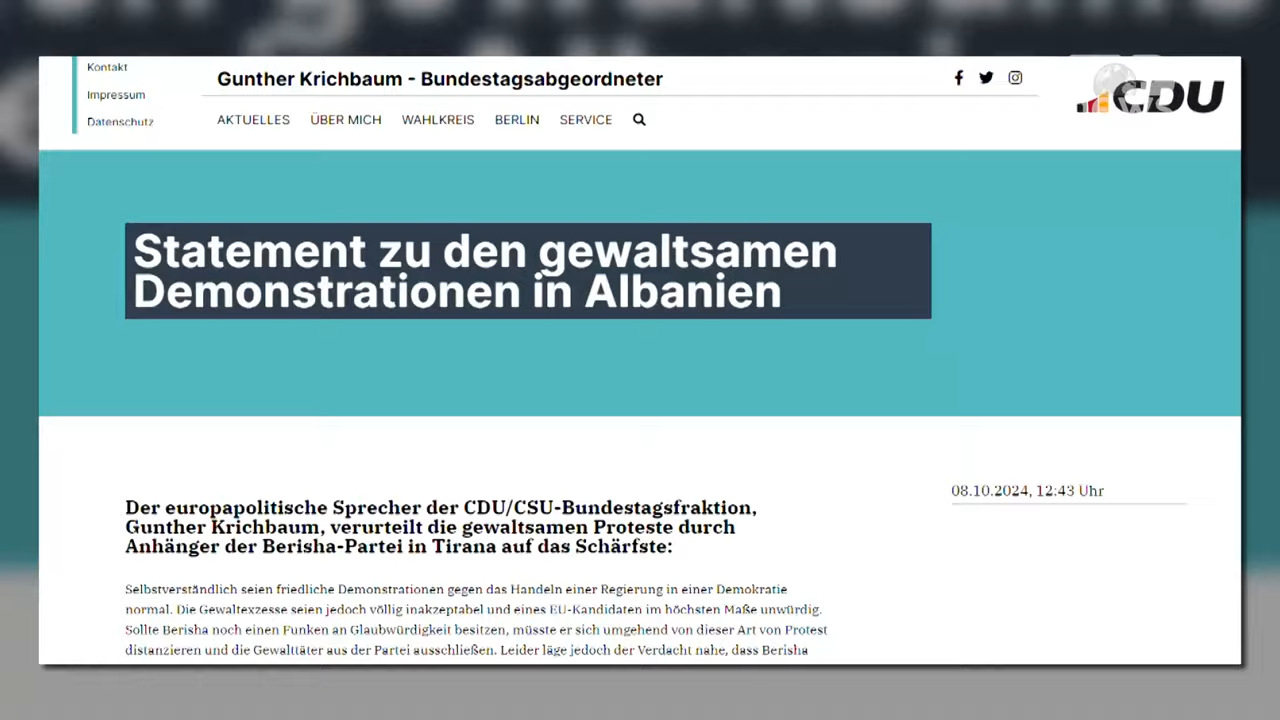 Kontakt
Impressum
Datenschutz
Gunther Krichbaum - Bundestagsabgeordneter
AKTUELLES ÜBER MICH WAHLKREIS BERLIN SERVICE
CDU
Statement zu den gewaltsamen
Demonstrationen in Albanien
08.10.2024, 12:43 Uhr
Der europapolitische Sprecher der CDU/CSU-Bundestagsfraktion,
Gunther Krichbaum, verurteilt die gewaltsamen Proteste durch
Anhänger der Berisha-Partei in Tirana auf das Schärfste:
Selbstverständlich seien friedliche Demonstrationen gegen das Handeln einer Regierung in einer Demokratie
normal. Die Gewaltexzesse seien jedoch völlig inakzeptabel und eines EU-Kandidaten im höchsten Maße unwürdig.
Sollte Berisha noch einen Funken an Glaubwürdigkeit besitzen, müsste er sich umgehend von dieser Art von Protest
distanzieren und die Gewalttäter aus der Partei ausschließen. Leider läge jedoch der Verdacht nahe, dass Berisha